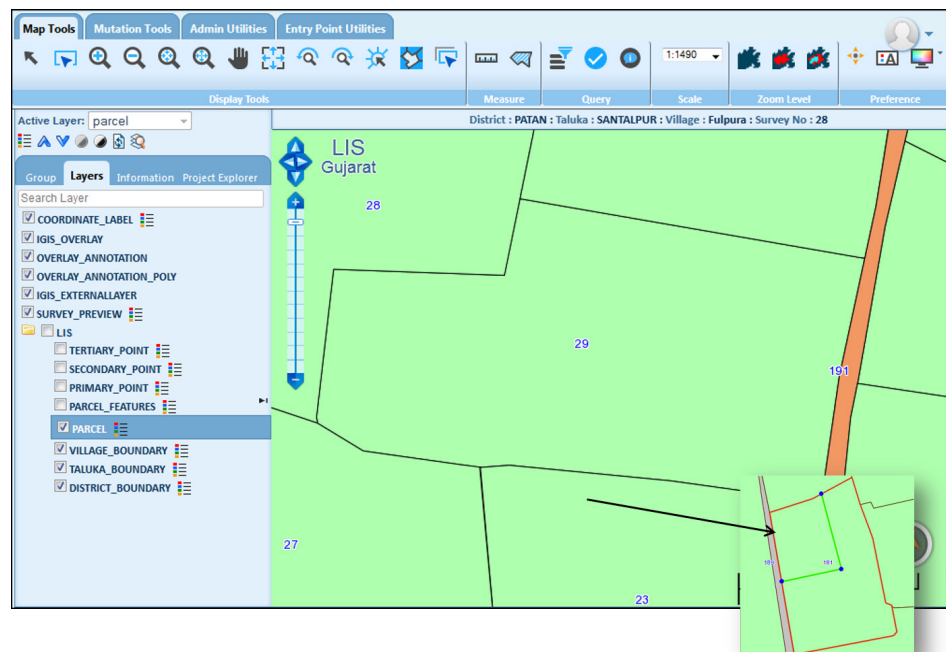 Map Tools Mutation Tools Admin Utilities Entry Point Utilities
1:1490
Display Tools Measure Query Scale Zoom Level Preference
Active Layer: parcel
District : PATAN : Taluka : SANTALPUR : Village : Fulpura : Survey No : 28
Group Layers Information Project Explorer
Search Layer
COORDINATE_LABEL
IGIS_OVERLAY
OVERLAY_ANNOTATION
OVERLAY_ANNOTATION_POLY
IGIS_EXTERNALLAYER
SURVEY_PREVIEW
LIS
TERTIARY_POINT
SECONDARY_POINT
PRIMARY_POINT
PARCEL_FEATURES
PARCEL
VILLAGE_BOUNDARY
TALUKA_BOUNDARY
DISTRICT_BOUNDARY
LIS
Gujarat
28
29
191
27
23
181